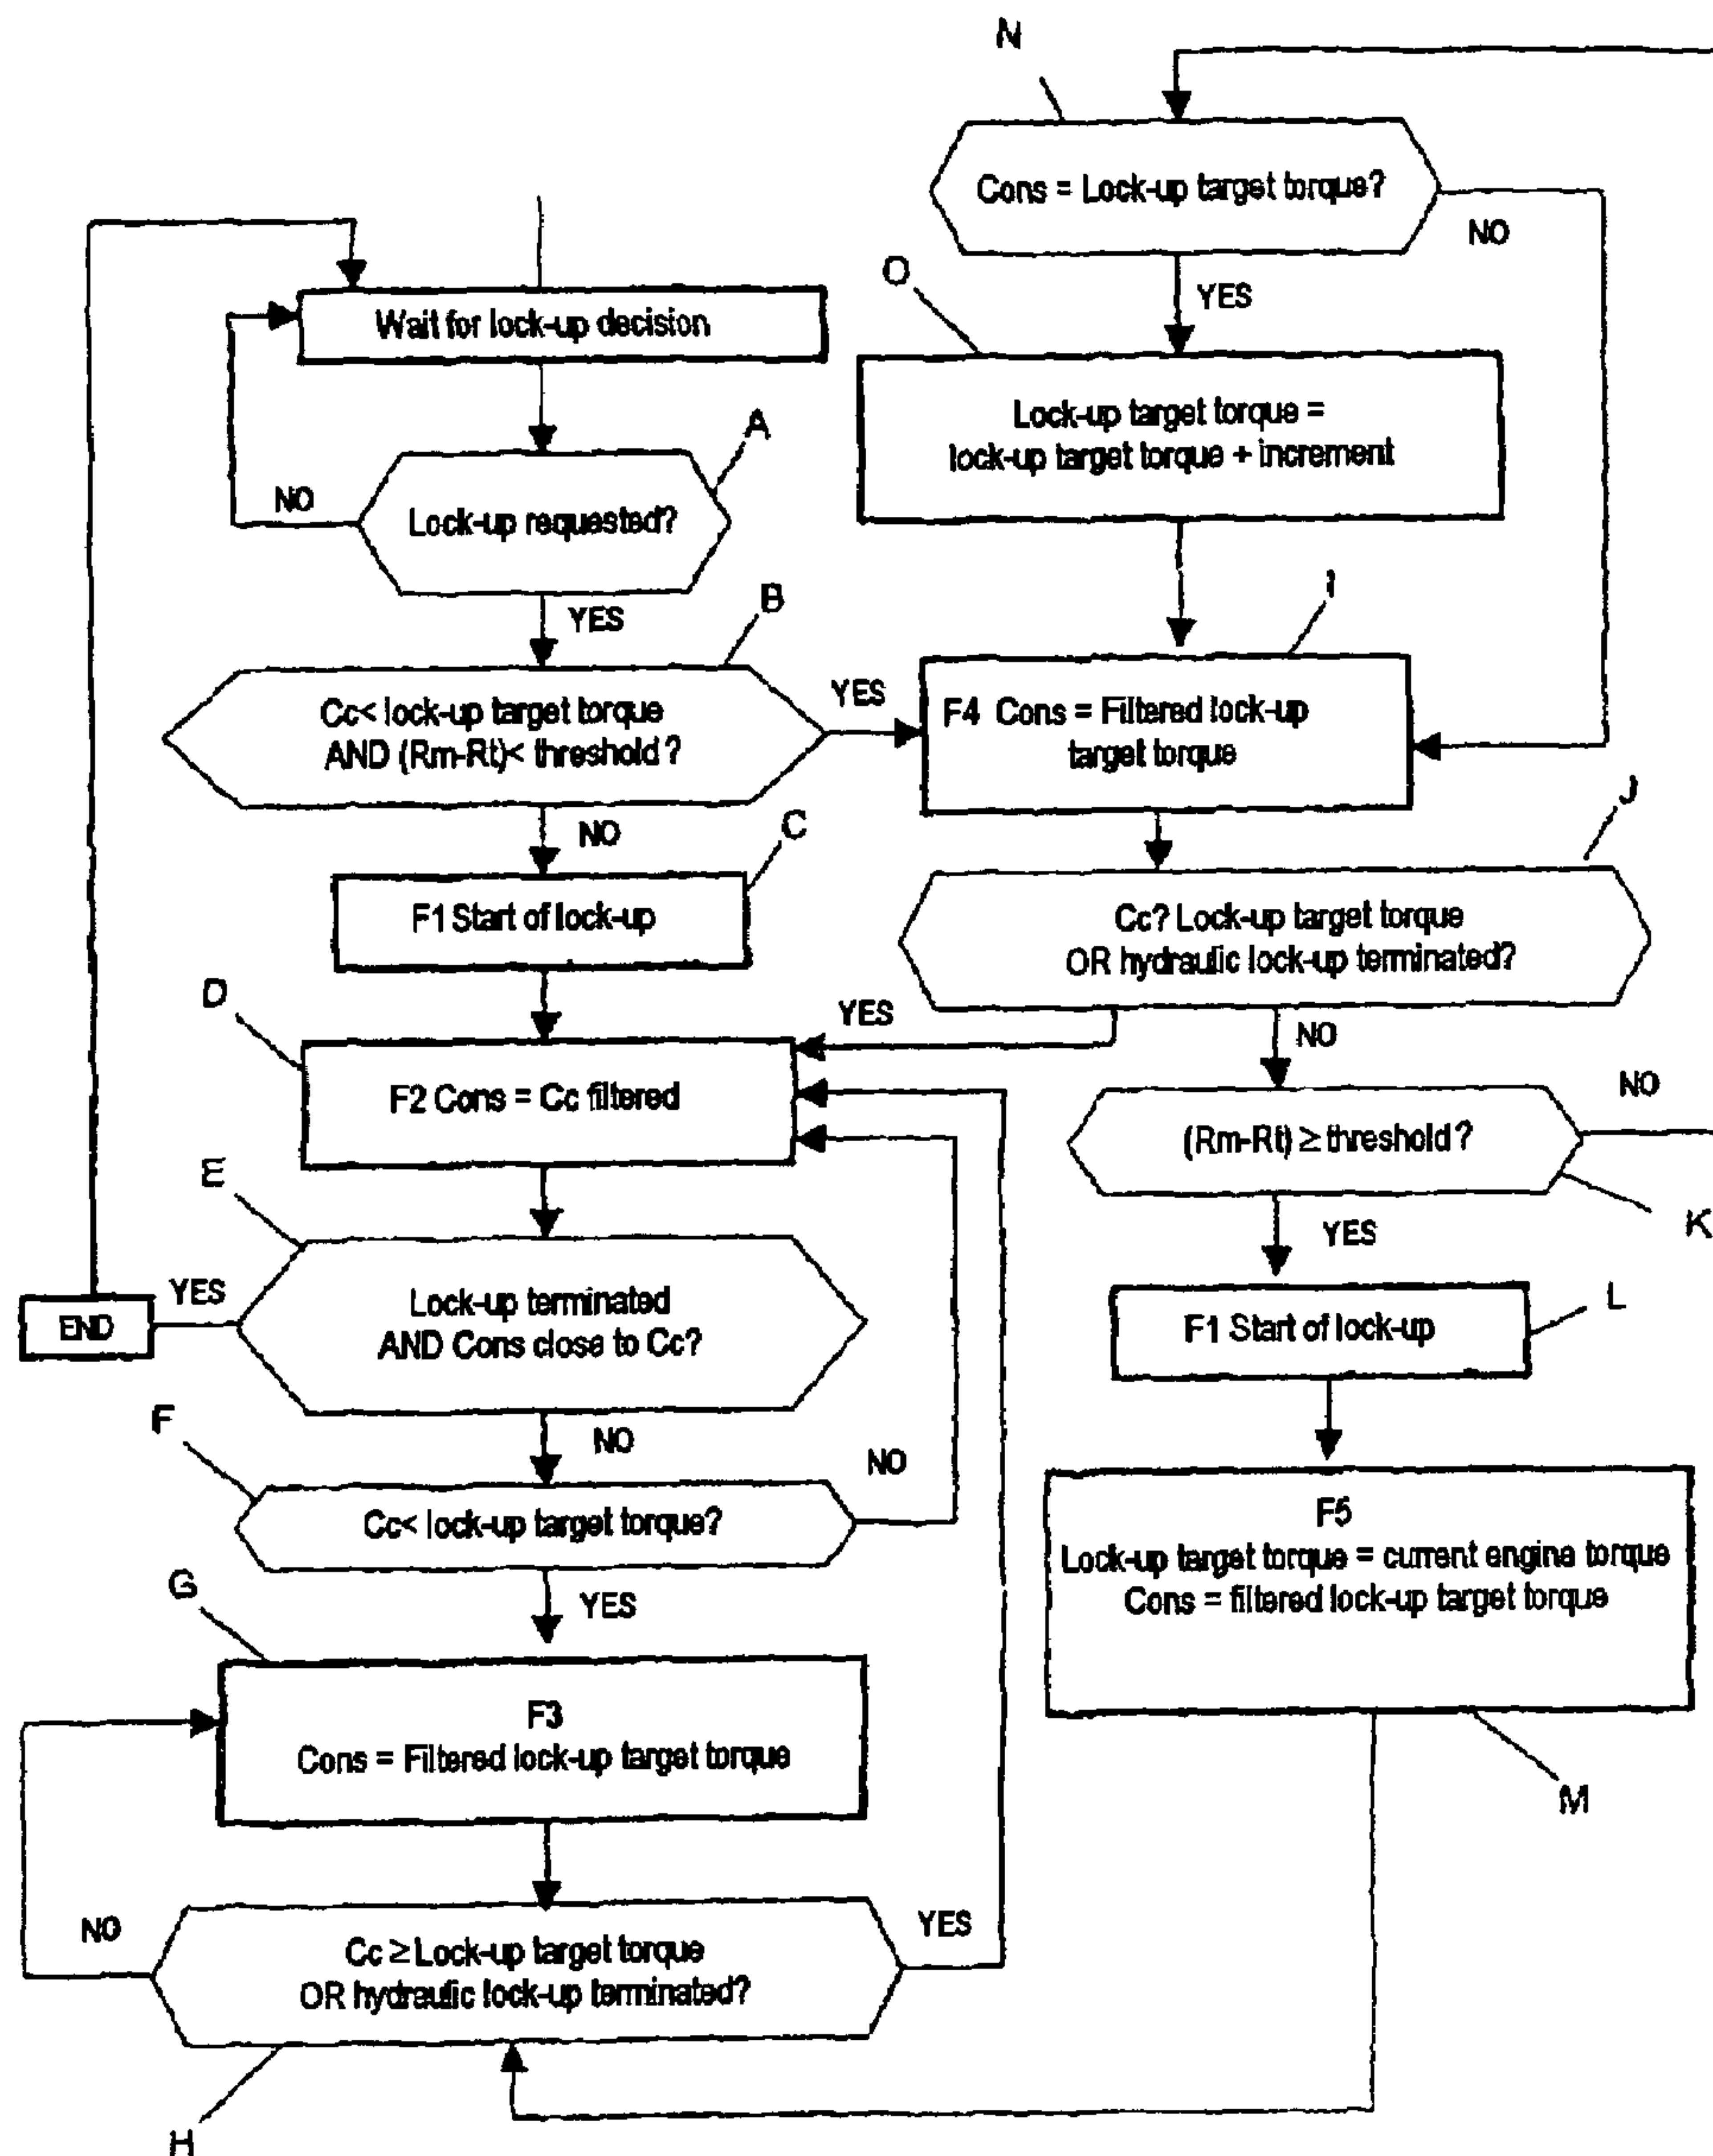 N
Cons = Lock-up target torque?
NO
YES
O
Lock-up target torque =
lock-up target torque + increment
Wait for lock-up decision
A
NO
Lock-up requested?
YES
B
Cc< lock-up target torque
AND (Rm-Rt)< threshold?
YES
NO
I
F4 Cons = Filtered lock-up
target torque
C
F1 Start of lock-up
J
Cc? Lock-up target torque
OR hydraulic lock-up terminated?
YES
NO
D
F2 Cons = Cc filtered
(Rm-Rt) ≥ threshold?
NO
K
YES
E
Lock-up terminated
AND Cons close to Cc?
YES
END
NO
L
F1 Start of lock-up
F
Cc< lock-up target torque?
NO
YES
F5
Lock-up target torque = current engine torque
Cons = filtered lock-up target torque
M
G
F3
Cons = Filtered lock-up target torque
NO
Cc ≥ Lock-up target torque
OR hydraulic lock-up terminated?
YES
H